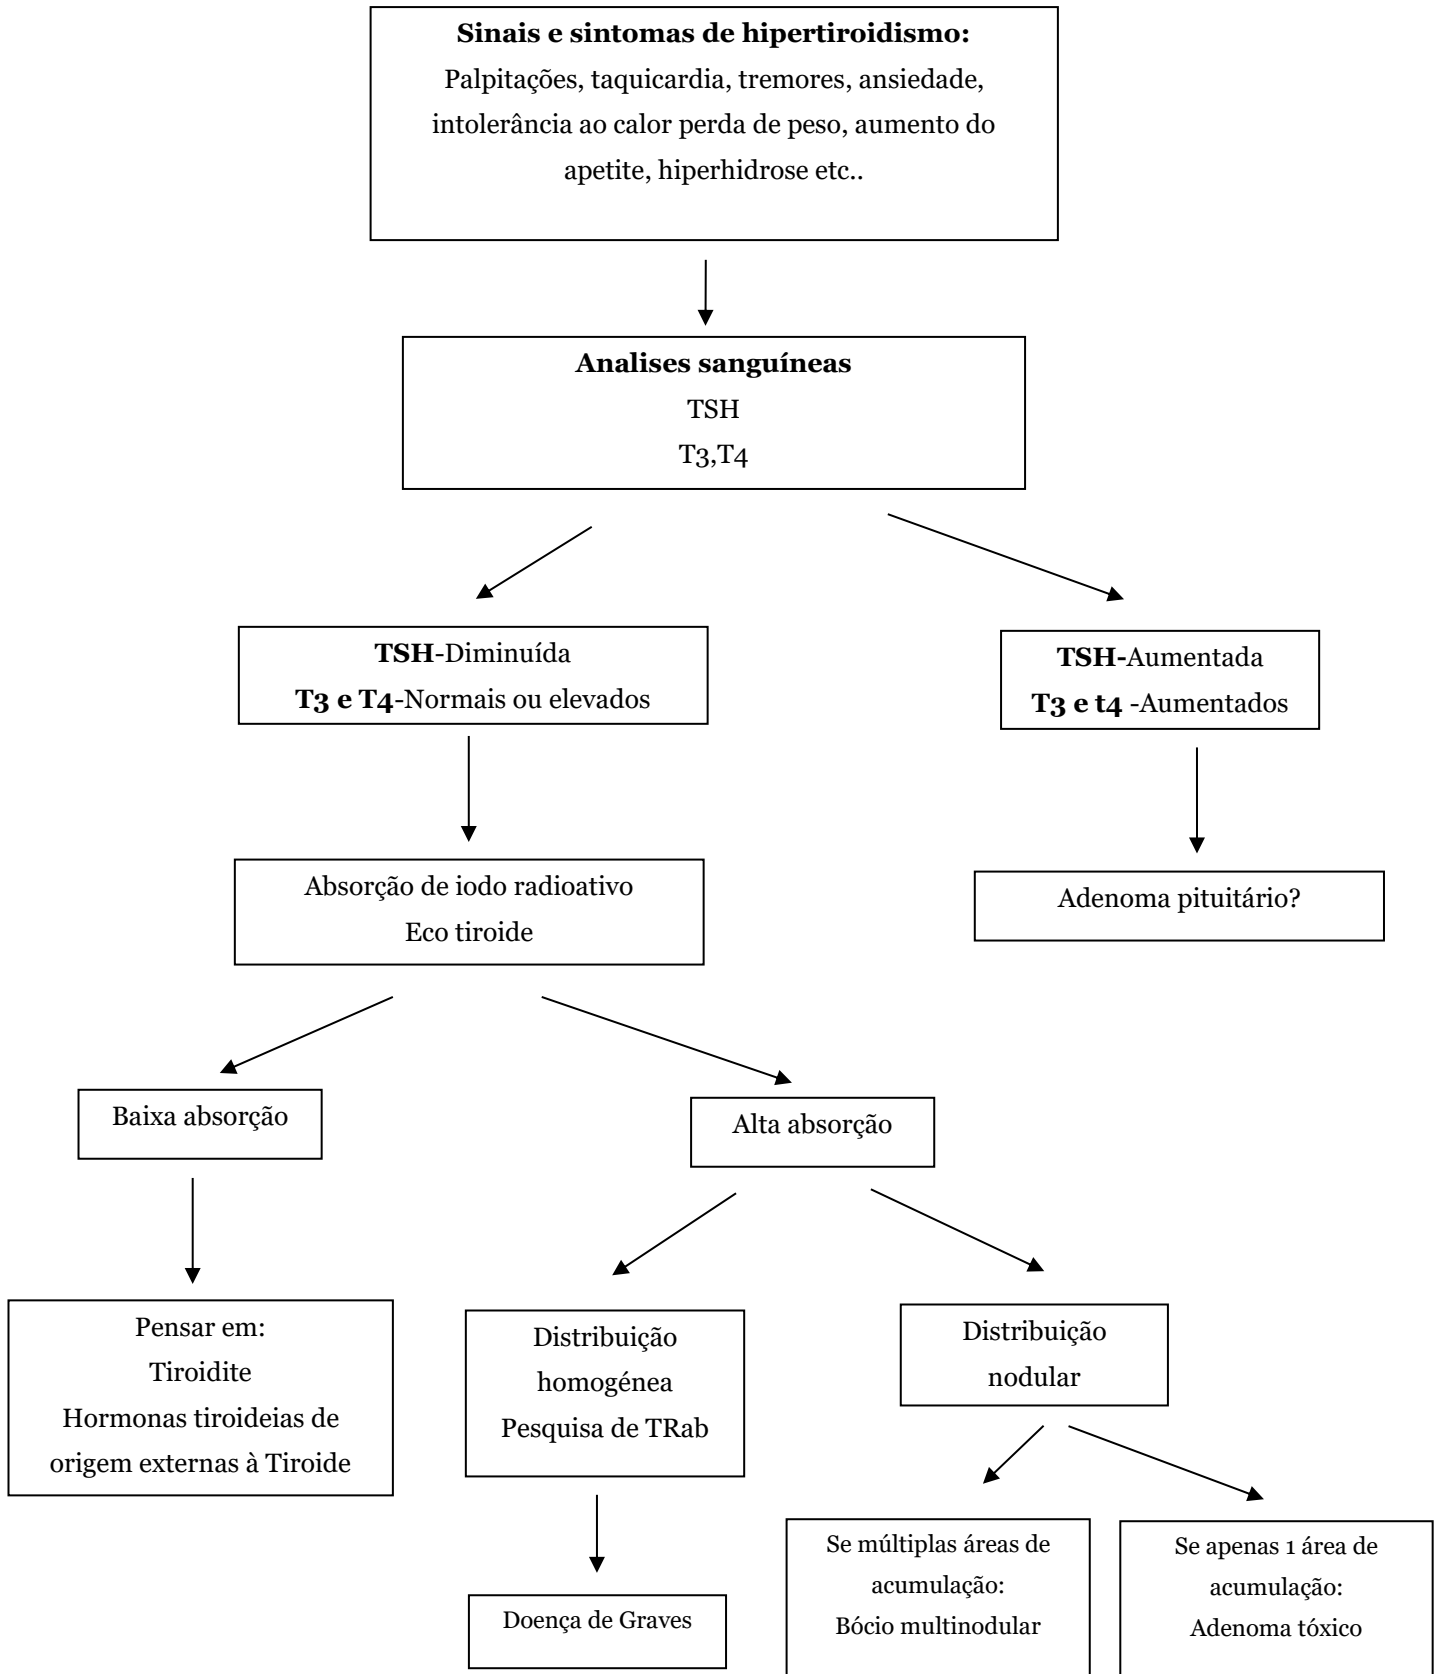 Sinais e sintomas de hipertiroidismo:
Palpitações, taquicardia, tremores, ansiedade,
intolerância ao calor perda de peso, aumento do
apetite, hiperhidrose etc..
Analises sanguíneas
TSH
T3,T4
TSH-Diminuída
T3 e T4-Normais ou elevados
TSH-Aumentada
T3 e t4 -Aumentados
Absorção de iodo radioativo
Eco tiroide
Adenoma pituitário?
Baixa absorção
Alta absorção
Pensar em:
Tiroidite
Hormonas tiroideias de
origem externas à Tiroide
Distribuição
homogénea
Pesquisa de TRab
Distribuição
nodular
Doença de Graves
Se múltiplas áreas de
acumulação:
Bócio multinodular
Se apenas 1 área de
acumulação:
Adenoma tóxico